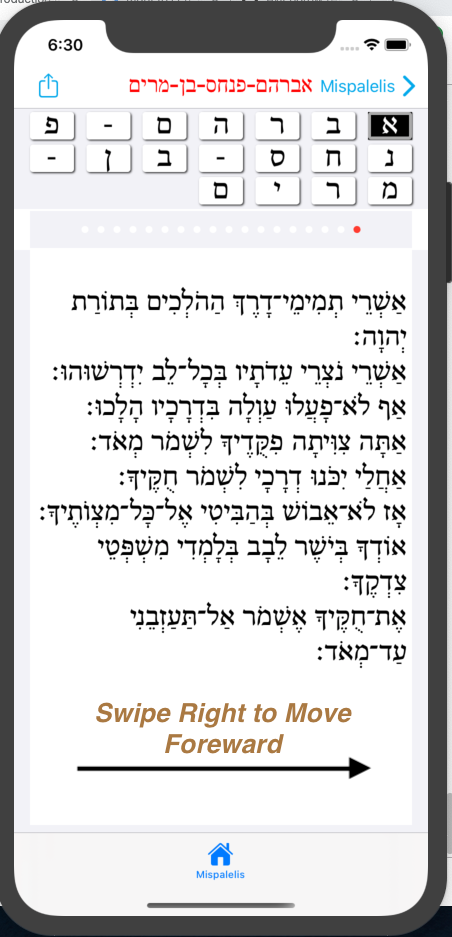 6:30
אברהם-פנחס-בן-מרים Mispalelis
א ב ר ה ם - פ
נ ח ס - ב ן -
מ ר י ם
אַשְׁרֵי תְמִימֵי־דָרֶךְ הַהֹלְכִים בְּתוֹרַת
יְהוָה:
אַשְׁרֵי נֹצְרֵי עֵדֹתָיו בְּכָל־לֵב יִדְרְשׁוּהוּ:
אַף לֹא־פָעֲלוּ עַוְלָה בִּדְרָכָיו הָלָכוּ:
אַתָּה צִוִּיתָה פִקֻּדֶיךָ לִשְׁמֹר מְאֹד:
אַחֲלַי יִכֹּנוּ דְרָכָי לִשְׁמֹר חֻקֶּיךָ:
אָז לֹא־אֵבוֹשׁ בְּהַבִּיטִי אֶל־כָּל־מִצְוֹתֶיךָ:
אוֹדְךָ בְּיֹשֶׁר לֵבָב בְּלָמְדִי מִשְׁפְּטֵי
צִדְקֶךָ:
אֶת־חֻקֶּיךָ אֶשְׁמֹר אַל־תַּעַזְבֵנִי
עַד־מְאֹד:
Swipe Right to Move
Foreward
Mispalelis